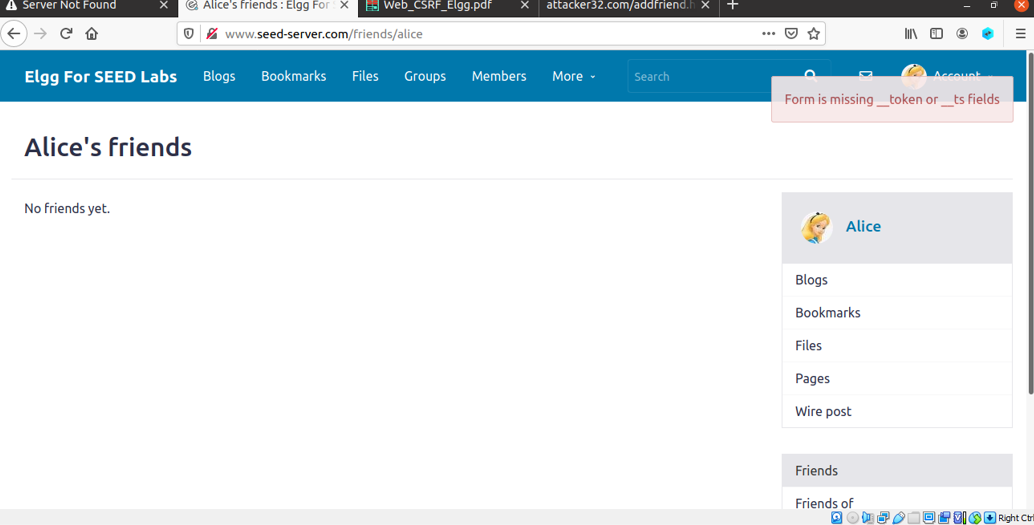 Server Not Found
Alice's friends : Elgg For S
Web_CSRF_Elgg.pdf
attacker32.com/addfriend.h
www.seed-server.com/friends/alice
Elgg For SEED Labs Blogs Bookmarks Files Groups Members More Search Account
Form is missing __token or __ts fields
Alice's friends
No friends yet.
Alice
Blogs
Bookmarks
Files
Pages
Wire post
Friends
Friends of
Right Ctrl